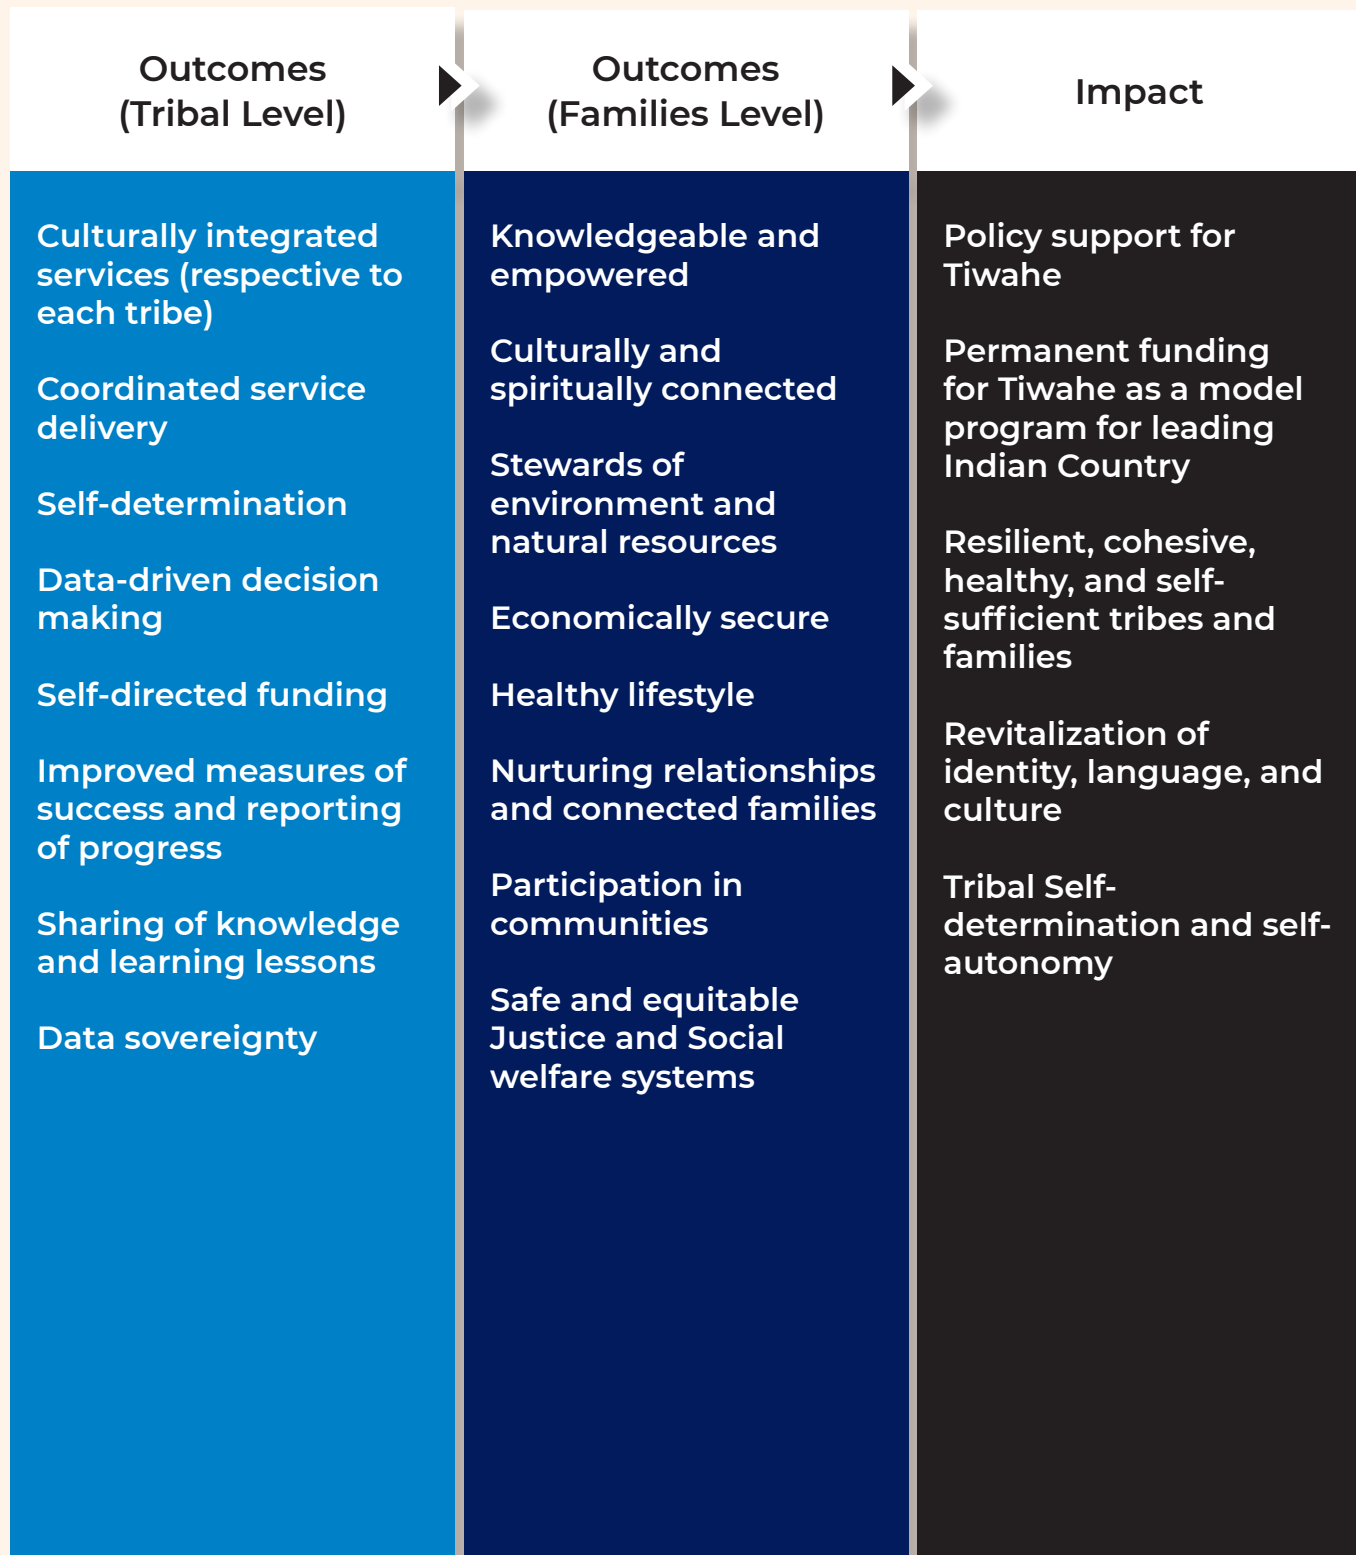 Outcomes
(Tribal Level)
Culturally integrated
services (respective to
each tribe)
Coordinated service
delivery
Self-determination
Data-driven decision
making
Self-directed funding
Improved measures of
success and reporting
of progress
Sharing of knowledge
and learning lessons
Data sovereignty
Outcomes
(Families Level)
Knowledgeable and
empowered
Culturally and
spiritually connected
Stewards of
environment and
natural resources
Economically secure
Healthy lifestyle
Nurturing relationships
and connected families
Participation in
communities
Safe and equitable
Justice and Social
welfare systems
Impact
Policy support for
Tiwahe
Permanent funding
for Tiwahe as a model
program for leading
Indian Country
Resilient, cohesive,
healthy, and self-
sufficient tribes and
families
Revitalization of
identity, language, and
culture
Tribal Self-
determination and self-
autonomy